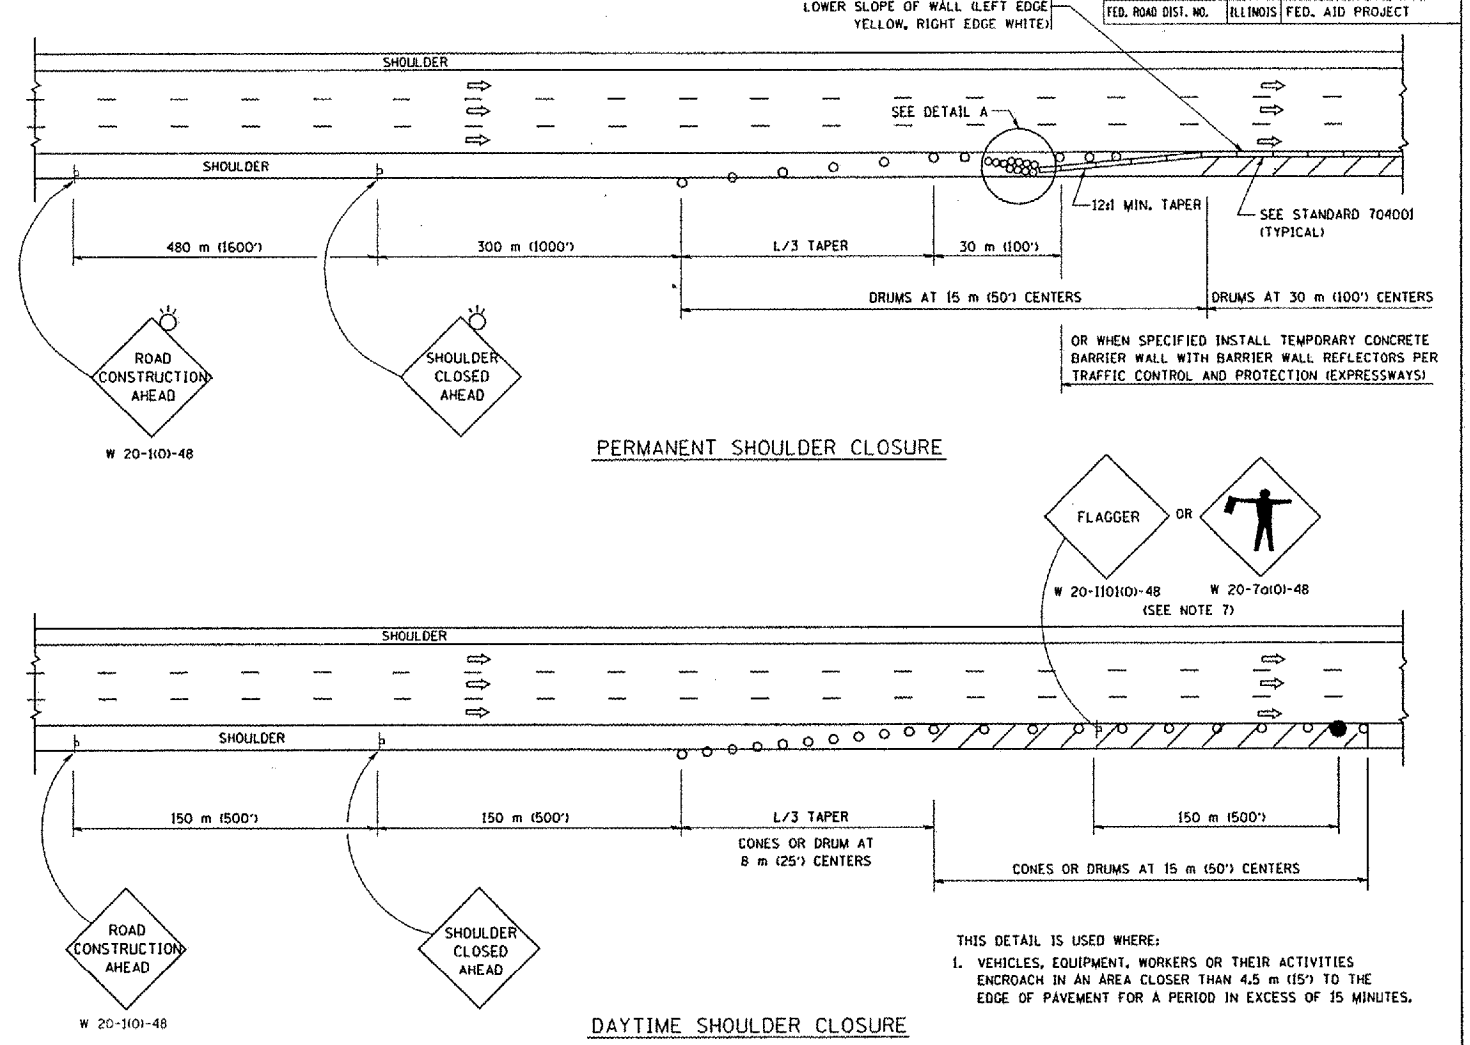 LOWER SLOPE OF WALL (LEFT EDGE
YELLOW, RIGHT EDGE WHITE)
FED. ROAD DIST. NO. ILLINOIS FED. AID PROJECT
SHOULDER
SEE DETAIL A
SHOULDER
12:1 MIN. TAPER
SEE STANDARD 704001
(TYPICAL)
480 m (1600')
300 m (1000')
L/3 TAPER
30 m (100')
DRUMS AT 15 m (50') CENTERS
DRUMS AT 30 m (100') CENTERS
OR WHEN SPECIFIED INSTALL TEMPORARY CONCRETE
BARRIER WALL WITH BARRIER WALL REFLECTORS PER
TRAFFIC CONTROL AND PROTECTION (EXPRESSWAYS)
ROAD
CONSTRUCTION
AHEAD
W 20-1(O)-48
SHOULDER
CLOSED
AHEAD
PERMANENT SHOULDER CLOSURE
FLAGGER
OR
W 20-1101(O)-48
W 20-7a(O)-48
(SEE NOTE 7)
SHOULDER
SHOULDER
150 m (500')
150 m (500')
L/3 TAPER
CONES OR DRUM AT
8 m (25') CENTERS
150 m (500')
CONES OR DRUMS AT 15 m (50') CENTERS
ROAD
CONSTRUCTION
AHEAD
W 20-1(O)-48
SHOULDER
CLOSED
AHEAD
THIS DETAIL IS USED WHERE:
1. VEHICLES, EQUIPMENT, WORKERS OR THEIR ACTIVITIES
ENCROACH IN AN AREA CLOSER THAN 4.5 m (15') TO THE
EDGE OF PAVEMENT FOR A PERIOD IN EXCESS OF 15 MINUTES.
DAYTIME SHOULDER CLOSURE